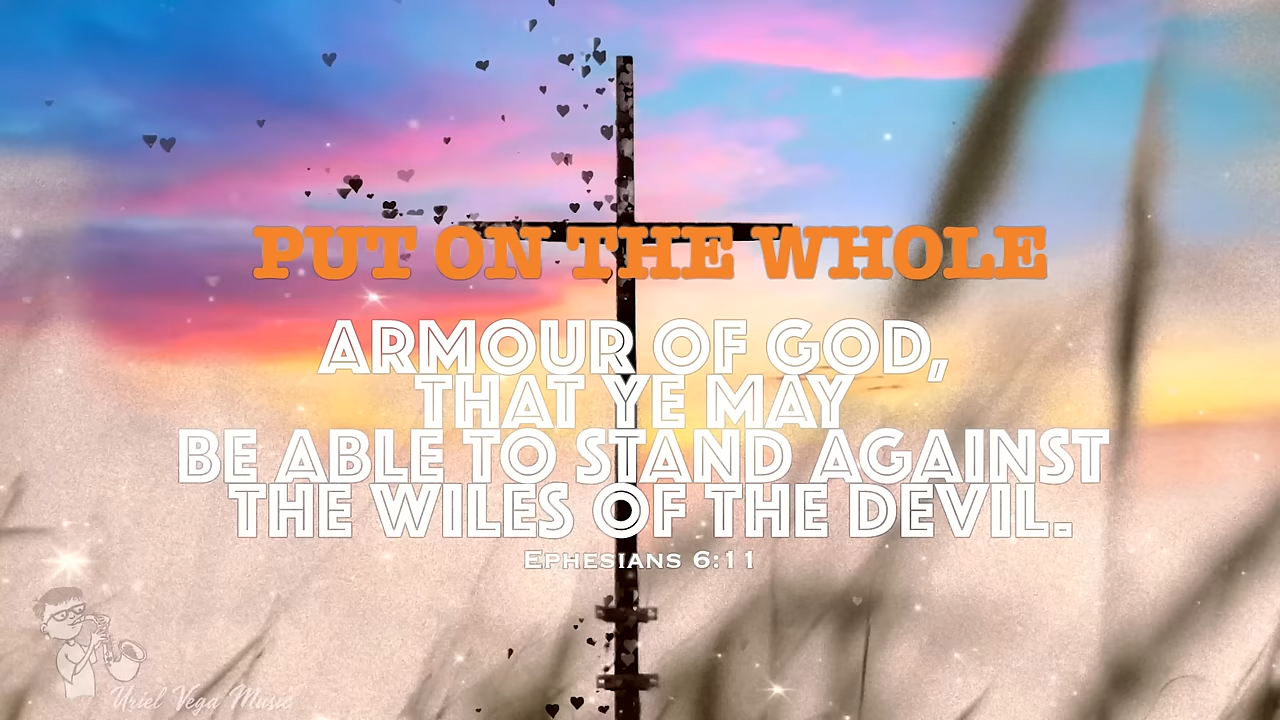 PUT ON THE WHOLE
ARMOUR OF GOD,
THAT YE MAY
BE ABLE TO STAND AGAINST
THE WILES OF THE DEVIL.
EPHESIANS 6:11
Uriel Vega Music